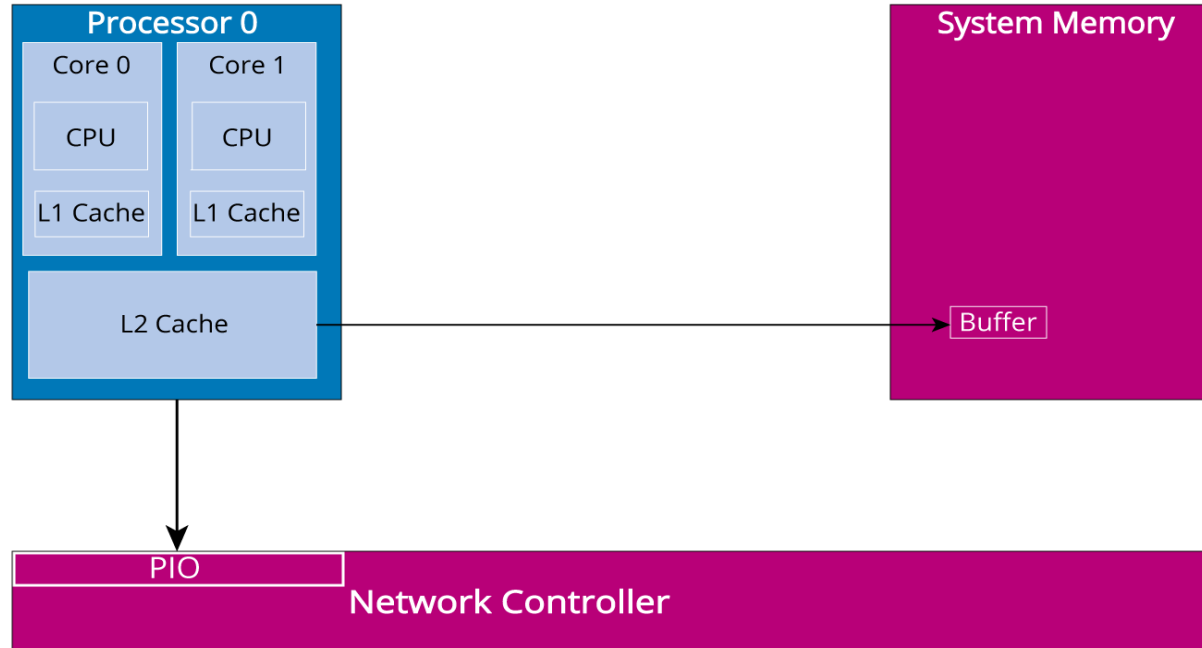 Processor 0
Core 0
CPU
L1 Cache
Core 1
CPU
L1 Cache
L2 Cache
System Memory
Buffer
PIO
Network Controller